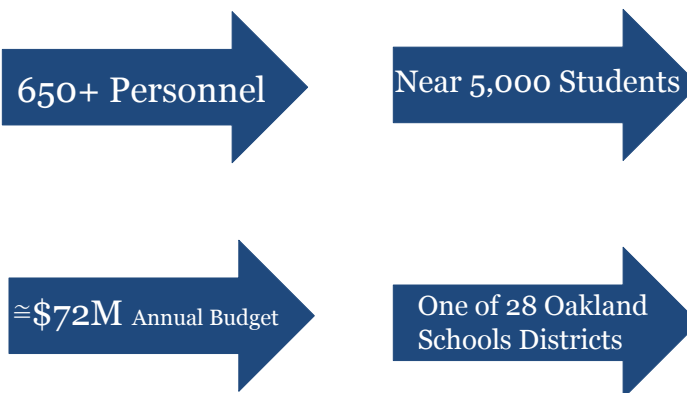 650+ Personnel
Near 5,000 Students
≅$72M Annual Budget
One of 28 Oakland
Schools Districts